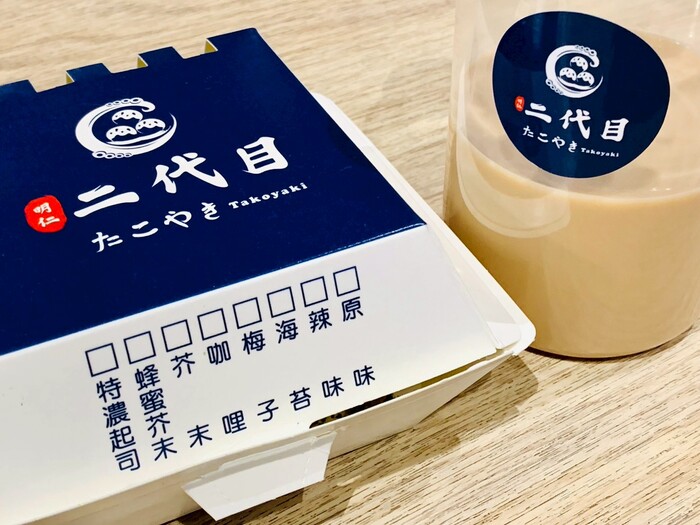 明仁
二代目
たこやき Takoyaki
原味
辣味
海苔
梅子
咖哩
芥末
蜂蜜芥末
特濃起司
明仁
二代目
たこやき Takoyaki